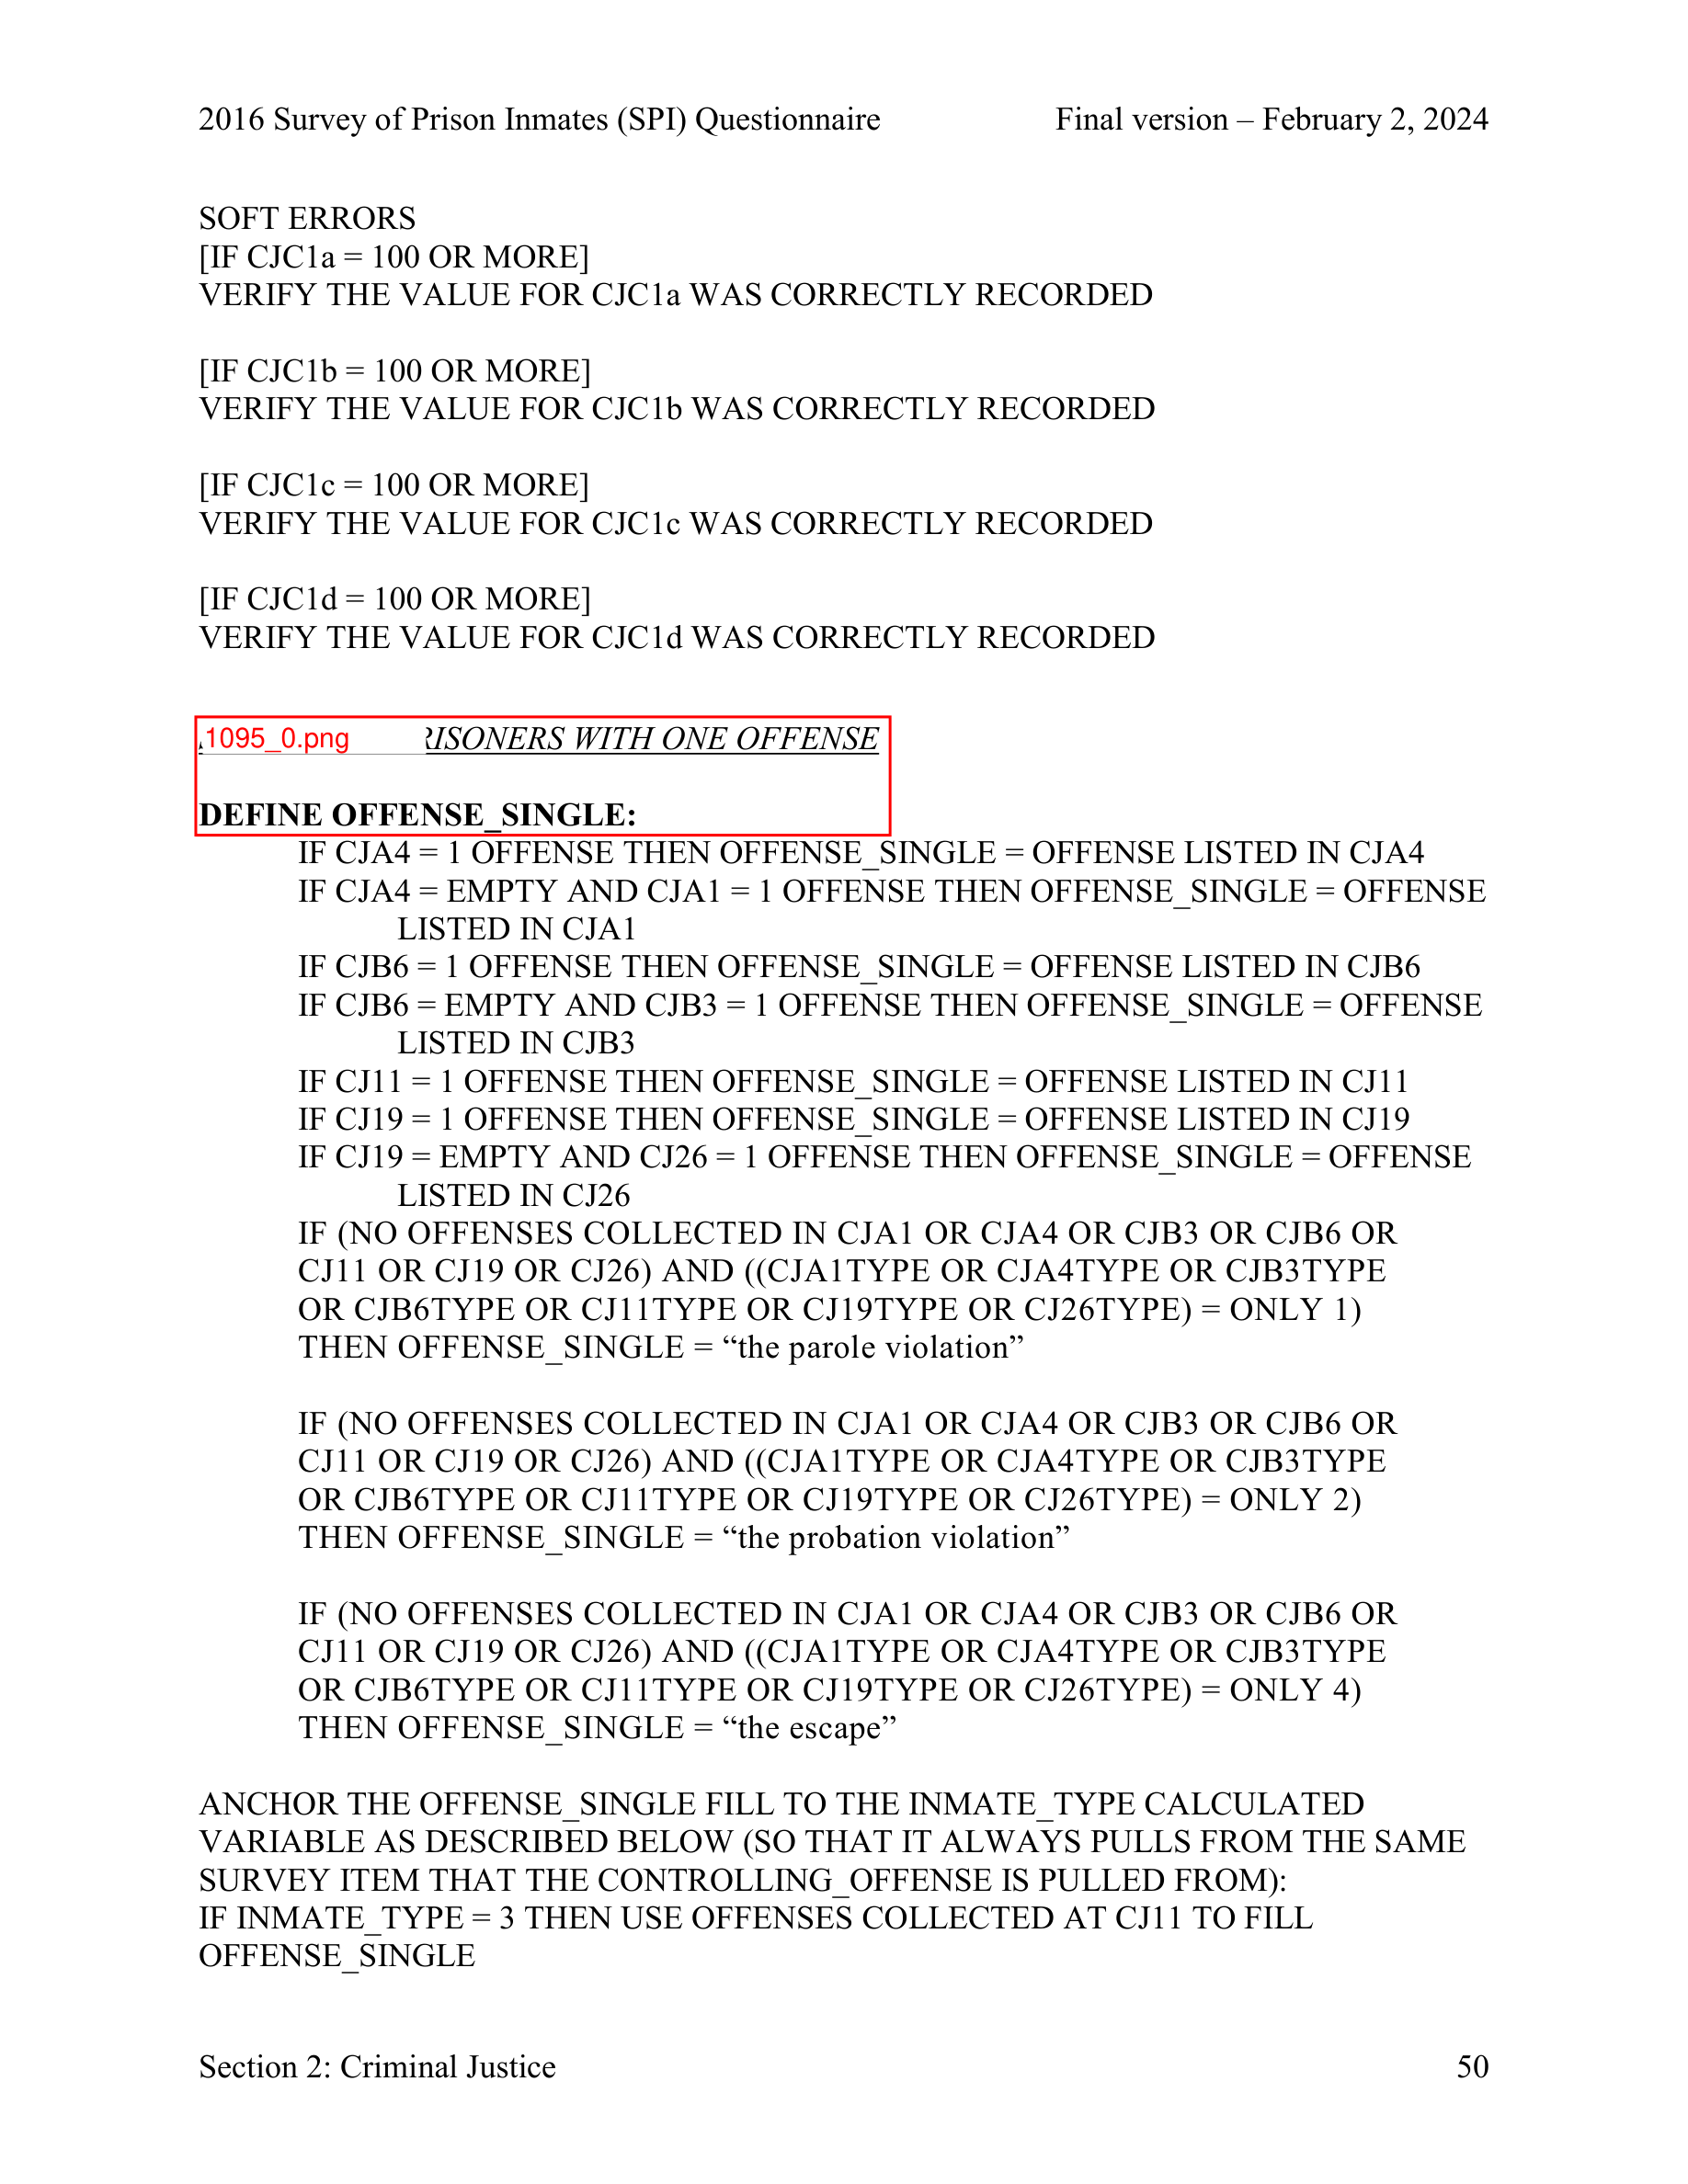 2016 Survey of Prison Inmates (SPI) Questionnaire Final version – February 2, 2024
SOFT ERRORS
[IF CJC1a = 100 OR MORE]
VERIFY THE VALUE FOR CJC1a WAS CORRECTLY RECORDED
[IF CJC1b = 100 OR MORE]
VERIFY THE VALUE FOR CJC1b WAS CORRECTLY RECORDED
[IF CJC1c = 100 OR MORE]
VERIFY THE VALUE FOR CJC1c WAS CORRECTLY RECORDED
[IF CJC1d = 100 OR MORE]
VERIFY THE VALUE FOR CJC1d WAS CORRECTLY RECORDED
1095_0.png RISONERS WITH ONE OFFENSE
DEFINE OFFENSE_SINGLE:
IF CJA4 = 1 OFFENSE THEN OFFENSE_SINGLE = OFFENSE LISTED IN CJA4
IF CJA4 = EMPTY AND CJA1 = 1 OFFENSE THEN OFFENSE_SINGLE = OFFENSE
LISTED IN CJA1
IF CJB6 = 1 OFFENSE THEN OFFENSE_SINGLE = OFFENSE LISTED IN CJB6
IF CJB6 = EMPTY AND CJB3 = 1 OFFENSE THEN OFFENSE_SINGLE = OFFENSE
LISTED IN CJB3
IF CJ11 = 1 OFFENSE THEN OFFENSE_SINGLE = OFFENSE LISTED IN CJ11
IF CJ19 = 1 OFFENSE THEN OFFENSE_SINGLE = OFFENSE LISTED IN CJ19
IF CJ19 = EMPTY AND CJ26 = 1 OFFENSE THEN OFFENSE_SINGLE = OFFENSE
LISTED IN CJ26
IF (NO OFFENSES COLLECTED IN CJA1 OR CJA4 OR CJB3 OR CJB6 OR
CJ11 OR CJ19 OR CJ26) AND ((CJA1TYPE OR CJA4TYPE OR CJB3TYPE
OR CJB6TYPE OR CJ11TYPE OR CJ19TYPE OR CJ26TYPE) = ONLY 1)
THEN OFFENSE_SINGLE = “the parole violation”
IF (NO OFFENSES COLLECTED IN CJA1 OR CJA4 OR CJB3 OR CJB6 OR
CJ11 OR CJ19 OR CJ26) AND ((CJA1TYPE OR CJA4TYPE OR CJB3TYPE
OR CJB6TYPE OR CJ11TYPE OR CJ19TYPE OR CJ26TYPE) = ONLY 2)
THEN OFFENSE_SINGLE = “the probation violation”
IF (NO OFFENSES COLLECTED IN CJA1 OR CJA4 OR CJB3 OR CJB6 OR
CJ11 OR CJ19 OR CJ26) AND ((CJA1TYPE OR CJA4TYPE OR CJB3TYPE
OR CJB6TYPE OR CJ11TYPE OR CJ19TYPE OR CJ26TYPE) = ONLY 4)
THEN OFFENSE_SINGLE = “the escape”
ANCHOR THE OFFENSE_SINGLE FILL TO THE INMATE_TYPE CALCULATED
VARIABLE AS DESCRIBED BELOW (SO THAT IT ALWAYS PULLS FROM THE SAME
SURVEY ITEM THAT THE CONTROLLING_OFFENSE IS PULLED FROM):
IF INMATE_TYPE = 3 THEN USE OFFENSES COLLECTED AT CJ11 TO FILL
OFFENSE_SINGLE
Section 2: Criminal Justice 50